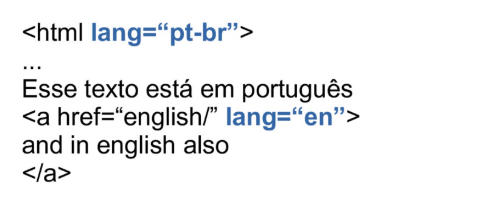 <html lang=“pt-br”>
...
Esse texto está em português
<a href=“english/” lang=“en”>
and in english also
</a>